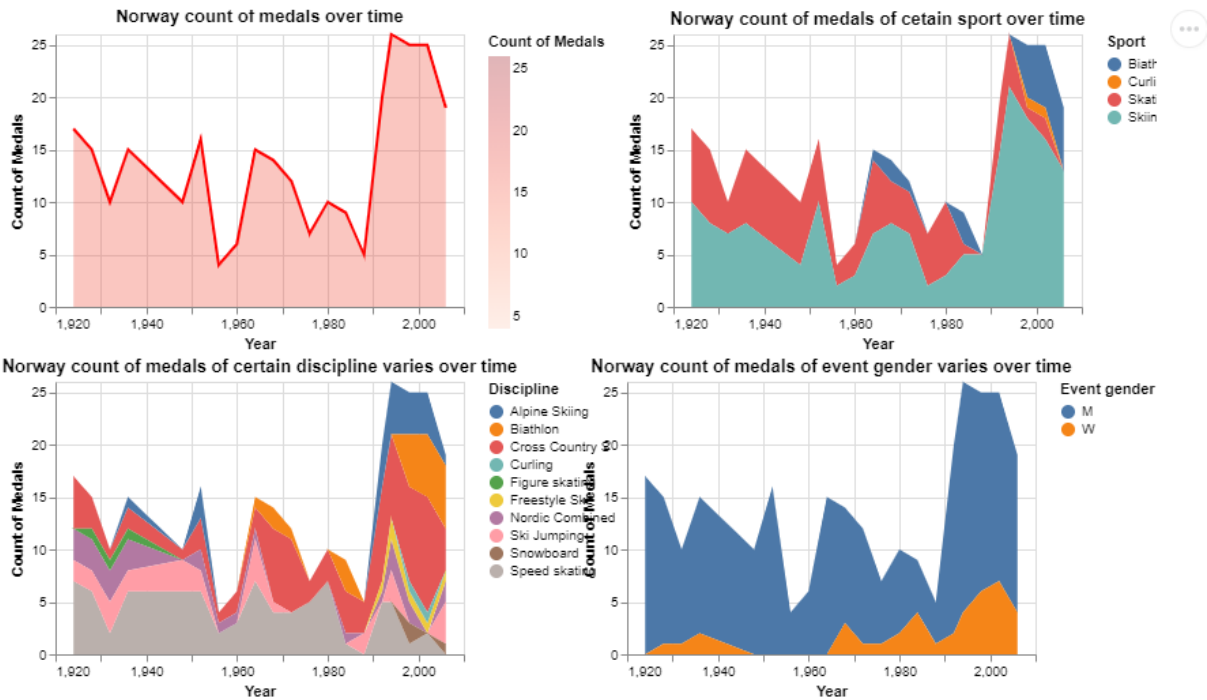 Norway count of medals over time
Count of Medals
25
20
15
10
5
0
1,920 1,940 1,960 1,980 2,000
Year
Count of Medals
25
20
15
10
5
Norway count of medals of cetain sport over time
Count of Medals
25
20
15
10
5
0
1,920 1,940 1,960 1,980 2,000
Year
Sport
Biath
Curli
Skati
Skiin
Norway count of medals of certain discipline varies over time
Count of Medals
25
20
15
10
5
0
1,920 1,940 1,960 1,980 2,000
Year
Discipline
Alpine Skiing
Biathlon
Cross Country S
Curling
Figure skating
Freestyle Ski
Nordic Combined
Ski Jumping
Snowboard
Speed skating
Norway count of medals of event gender varies over time
Count of Medals
25
20
15
10
5
0
1,920 1,940 1,960 1,980 2,000
Year
Event gender
M
W